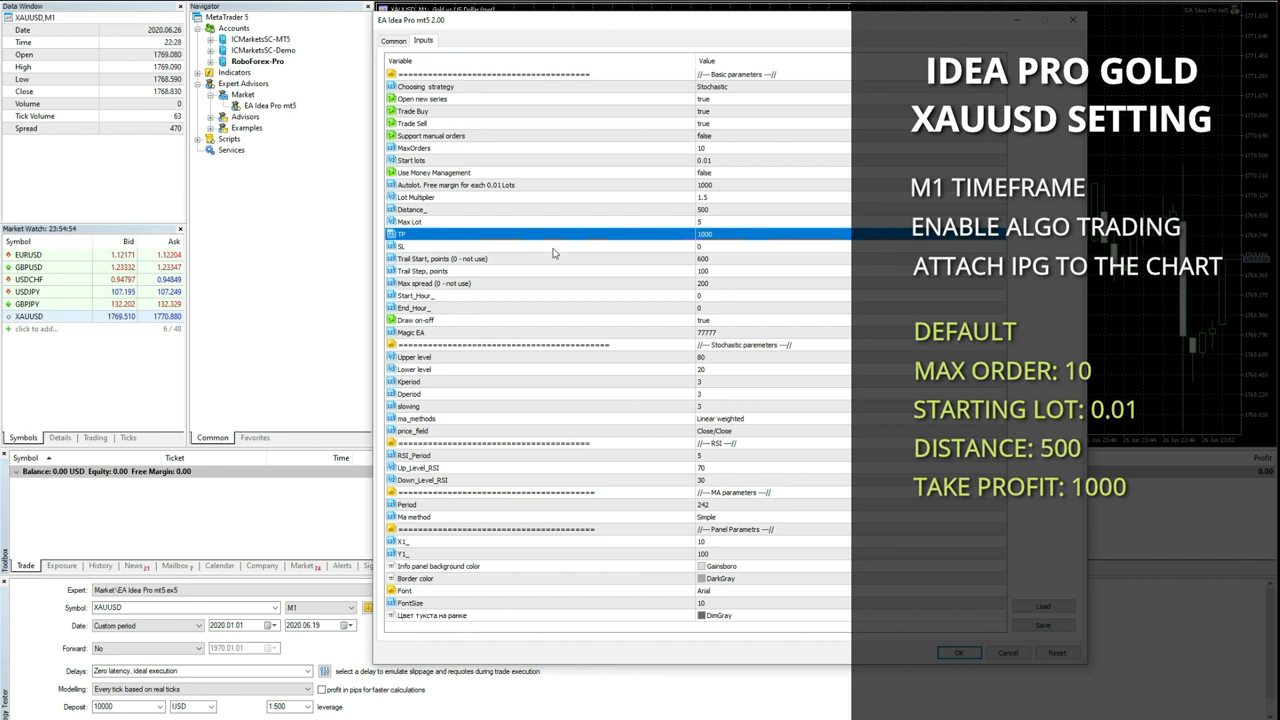 Data Window
XAUUSD,M1
Date 2020.06.26
Time 22:28
Open 1769.080
High 1769.090
Low 1768.590
Close 1768.830
Volume 0
Tick Volume 63
Spread 470
Market Watch: 23:54:54
Symbol Bid Ask
EURUSD 1.12171 1.12204
GBPUSD 1.23332 1.23347
USDCHF 0.94797 0.94849
USDJPY 107.195 107.249
GBPJPY 132.202 132.329
XAUUSD 1769.510 1770.880
click to add... 6 / 48
Symbols Details Trading Ticks
Navigator
MetaTrader 5
Accounts
ICMarketsSC-MT5
ICMarketsSC-Demo
RoboForex-Pro
Indicators
Expert Advisors
Market
EA Idea Pro mt5
Advisors
Examples
Scripts
Services
Common Favorites
EA Idea Pro mt5 2.00
Common Inputs
Variable Value
========================================= //--- Basic parameters ---//
Choosing strategy Stochastic
Open new series true
Trade Buy true
Trade Sell true
Support manual orders false
MaxOrders 10
Start lots 0.01
Use Money Management false
Autolot. Free margin for each 0.01 Lots 1000
Lot Multiplier 1.5
Distance_ 500
Max Lot 5
TP 1000
SL 0
Trail Start, points (0 - not use) 600
Trail Step, points 100
Max spread (0 - not use) 200
Start_Hour_ 0
End_Hour_ 0
Draw on-off true
Magic EA 77777
============================================ //--- Stochastic paremeters ---//
Upper level 80
Lower level 20
Kperiod 3
Dperiod 3
slowing 3
ma_methods Linear weighted
price_field Close/Close
======================================== //--- RSI ---//
RSI_Period 5
Up_Level_RSI 70
Down_Level_RSI 30
========================================= //--- MA parameters ---//
Period 242
Ma method Simple
========================================= //--- Panel Parametrs ---//
X1_ 10
Y1_ 100
Info panel background color Gainsboro
Border color DarkGray
Font Arial
FontSize 10
Цвет тукста на рамке DimGray
Load
Save
OK Cancel Reset
IDEA PRO GOLD
XAUUSD SETTING
M1 TIMEFRAME
ENABLE ALGO TRADING
ATTACH IPG TO THE CHART
DEFAULT
MAX ORDER: 10
STARTING LOT: 0.01
DISTANCE: 500
TAKE PROFIT: 1000
Symbol Ticket Time Profit
Balance: 0.00 USD Equity: 0.00 Free Margin: 0.00 0.00
Toolbox
Trade Exposure History News 21 Mailbox 7 Calendar Company Market 74 Alerts
Expert: Market\EA Idea Pro mt5.ex5
Symbol: XAUUSD M1
Date: Custom period 2020.01.01 2020.06.19
Forward: No 1970.01.01
Delays: Zero latency, ideal execution select a delay to emulate slippage and requotes during trade execution
Modelling: Every tick based on real ticks profit in pips for faster calculations
Deposit: 10000 USD 1:500 leverage